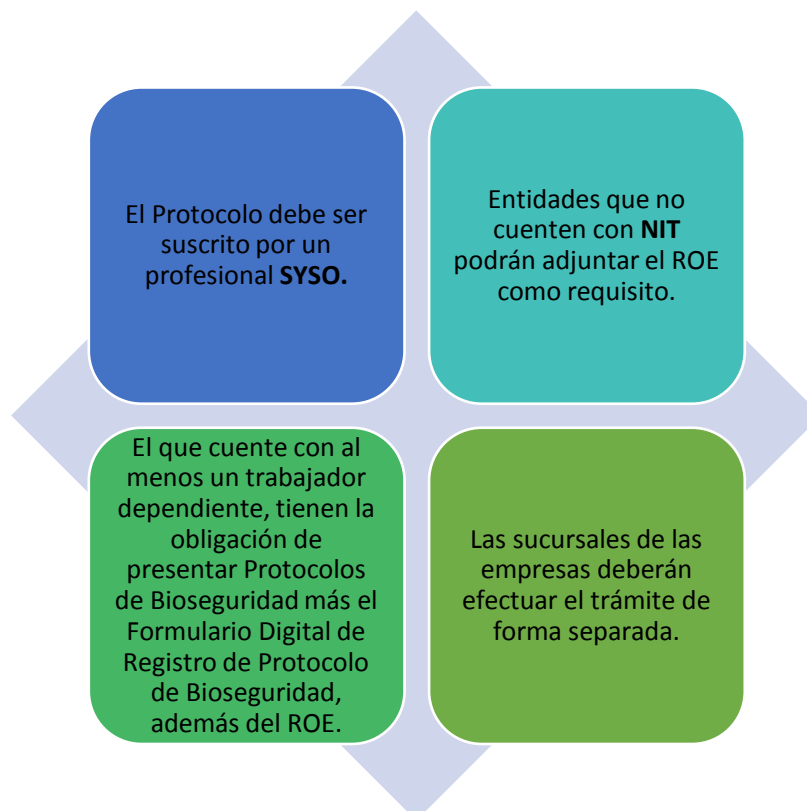 El Protocolo debe ser
suscrito por un
profesional SYSO.
Entidades que no
cuenten con NIT
podrán adjuntar el ROE
como requisito.
El que cuente con al
menos un trabajador
dependiente, tienen la
obligación de
presentar Protocolos
de Bioseguridad más el
Formulario Digital de
Registro de Protocolo
de Bioseguridad,
además del ROE.
Las sucursales de las
empresas deberán
efectuar el trámite de
forma separada.